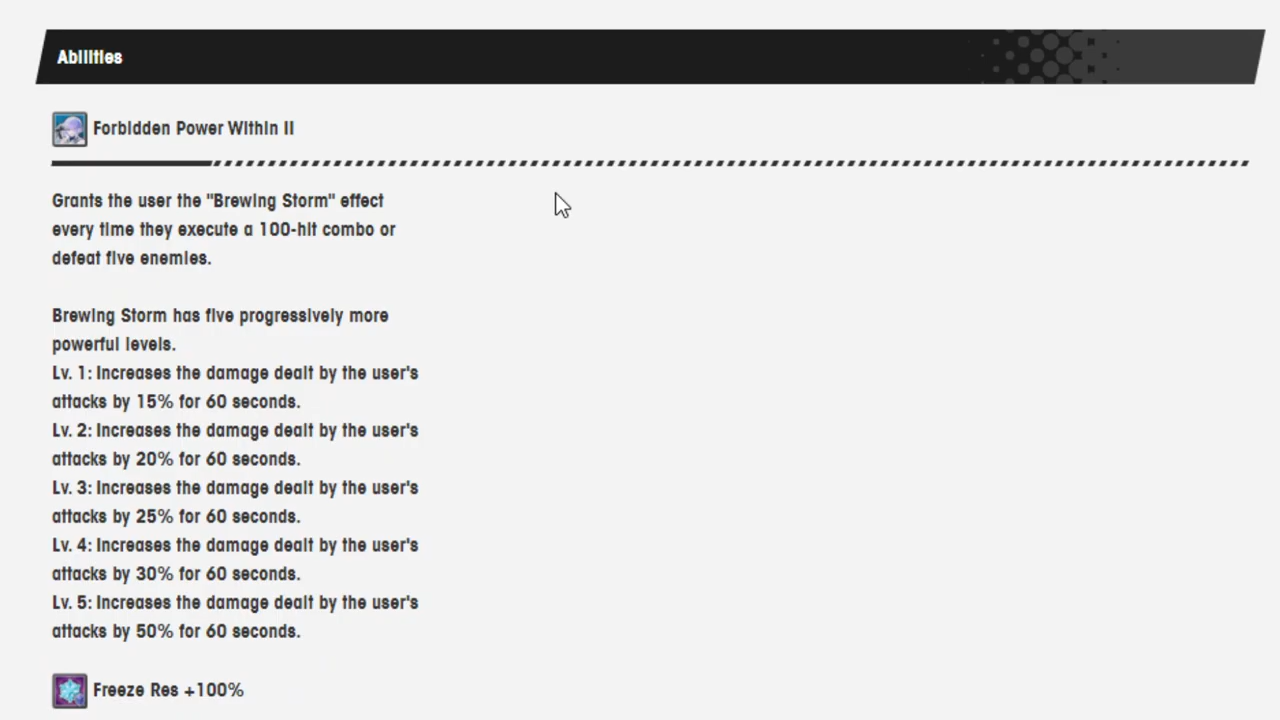 Abilities
Forbidden Power Within II
Grants the user the "Brewing Storm" effect
every time they execute a 100-hit combo or
defeat five enemies.
Brewing Storm has five progressively more
powerful levels.
Lv. 1: Increases the damage dealt by the user's
attacks by 15% for 60 seconds.
Lv. 2: Increases the damage dealt by the user's
attacks by 20% for 60 seconds.
Lv. 3: Increases the damage dealt by the user's
attacks by 25% for 60 seconds.
Lv. 4: Increases the damage dealt by the user's
attacks by 30% for 60 seconds.
Lv. 5: Increases the damage dealt by the user's
attacks by 50% for 60 seconds.
Freeze Res +100%